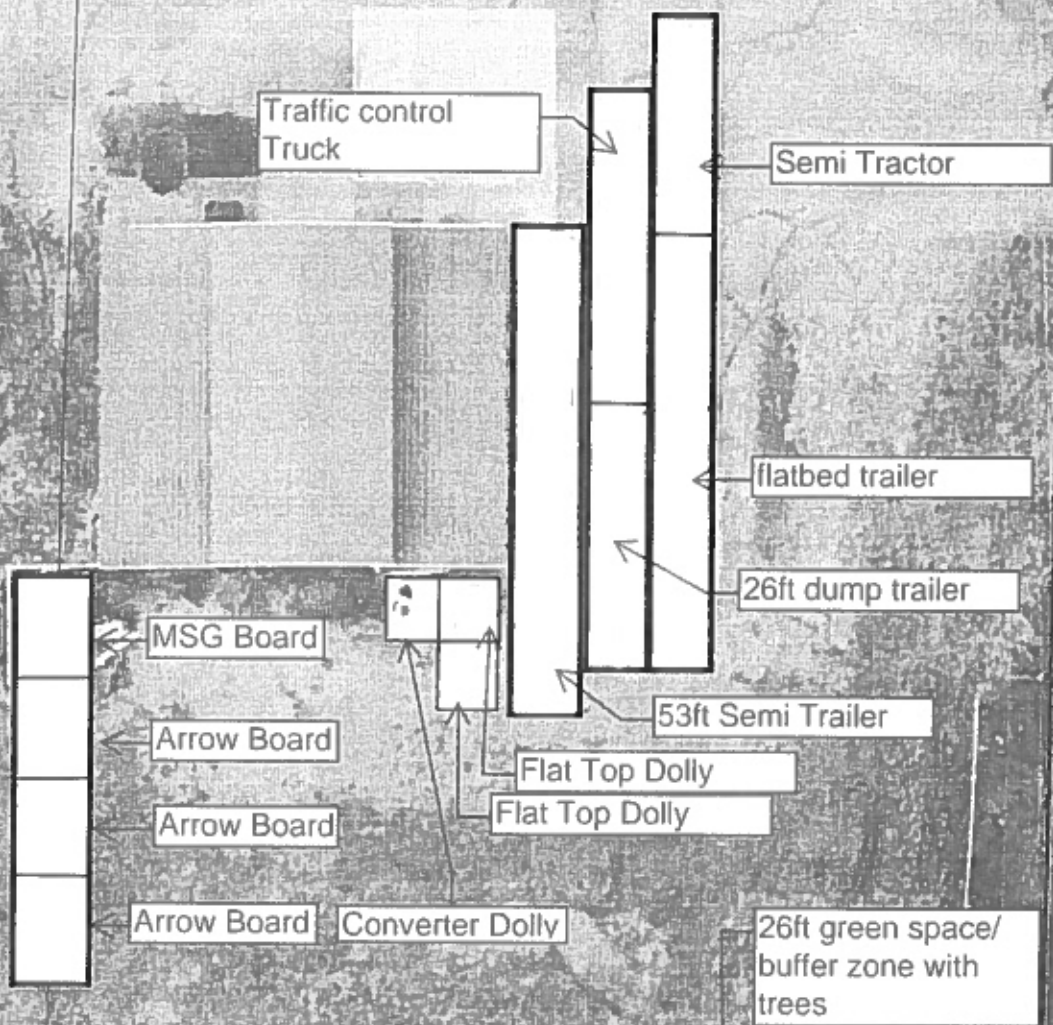 Traffic control
Truck
Semi Tractor
flatbed trailer
26ft dump trailer
MSG Board
53ft Semi Trailer
Arrow Board
Flat Top Dolly
Flat Top Dolly
Arrow Board
Arrow Board
Converter Dolly
26ft green space/
buffer zone with
trees